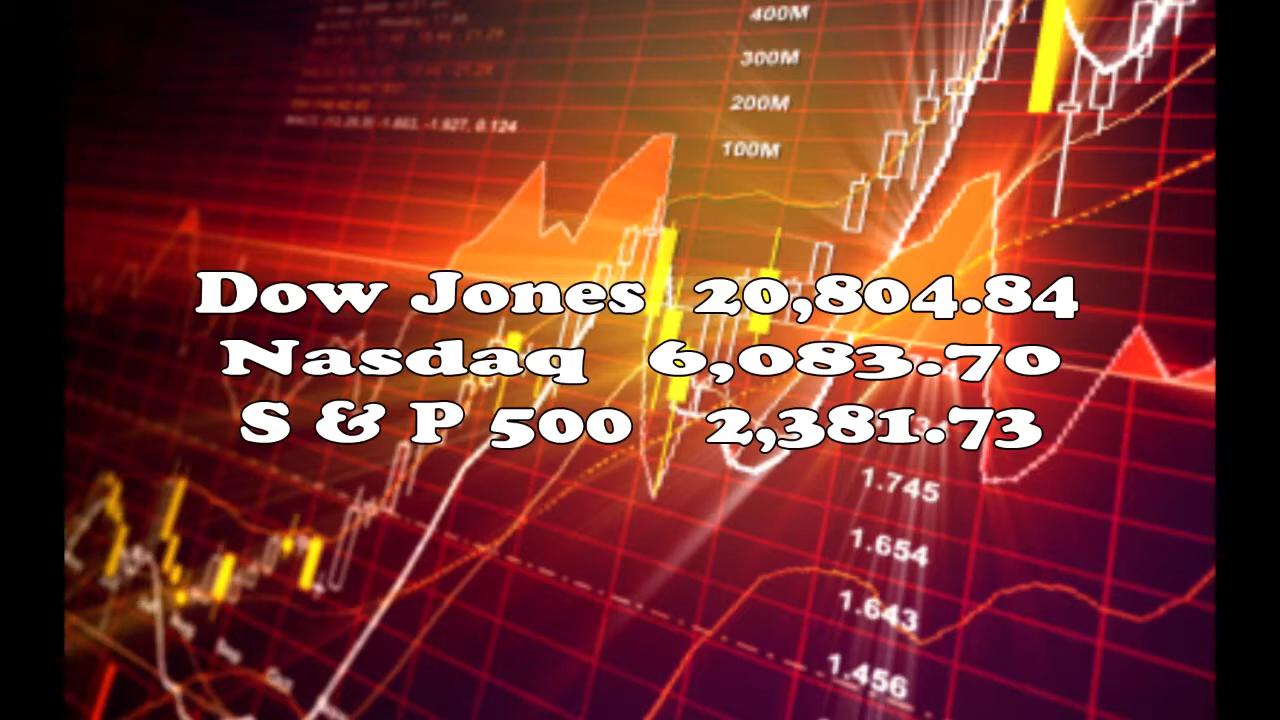 400M
300M
200M
100M
Dow Jones 20,804.84
Nasdaq 6,083.70
S & P 500 2,381.73
1.745
1.654
1.643
1.456